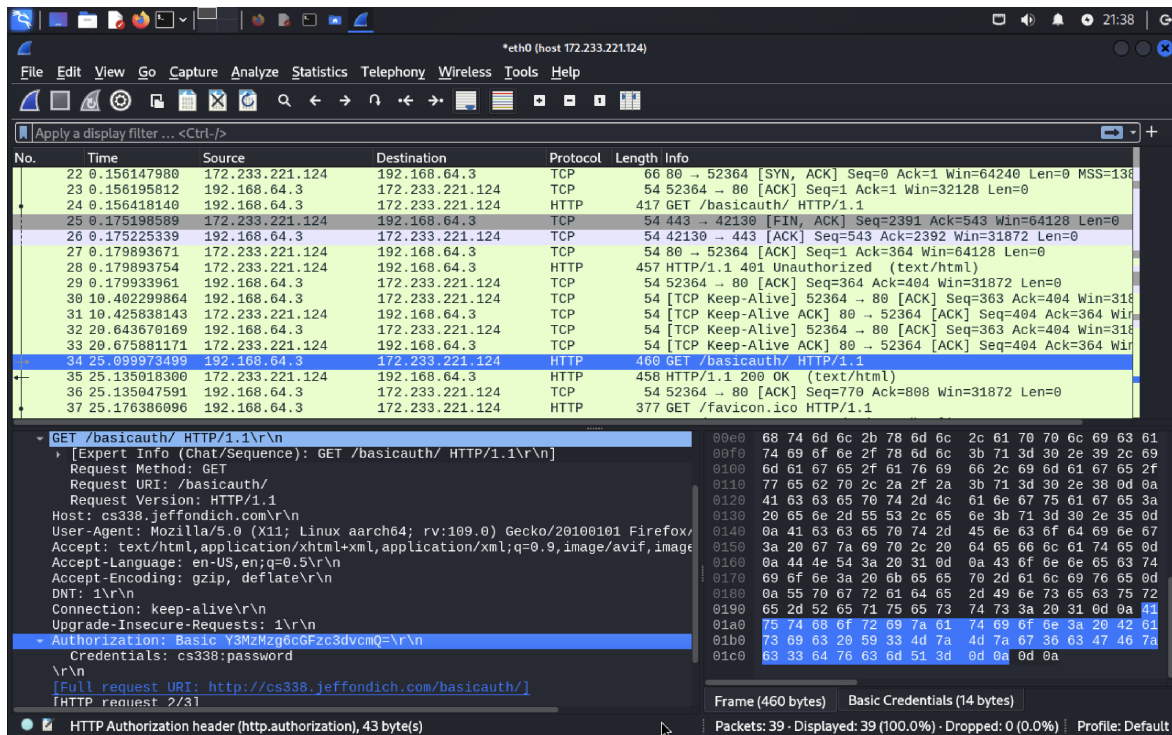 21:38
*eth0 (host 172.233.221.124)
File Edit View Go Capture Analyze Statistics Telephony Wireless Tools Help
Apply a display filter ... <Ctrl-/>
No. Time Source Destination Protocol Length Info
22 0.156147980 172.233.221.124 192.168.64.3 TCP 66 80 → 52364 [SYN, ACK] Seq=0 Ack=1 Win=64240 Len=0 MSS=138
23 0.156195812 192.168.64.3 172.233.221.124 TCP 54 52364 → 80 [ACK] Seq=1 Ack=1 Win=32128 Len=0
24 0.156418140 192.168.64.3 172.233.221.124 HTTP 417 GET /basicauth/ HTTP/1.1
25 0.175198589 172.233.221.124 192.168.64.3 TCP 54 443 → 42130 [FIN, ACK] Seq=2391 Ack=543 Win=64128 Len=0
26 0.175225339 192.168.64.3 172.233.221.124 TCP 54 42130 → 443 [ACK] Seq=543 Ack=2392 Win=31872 Len=0
27 0.179893671 172.233.221.124 192.168.64.3 TCP 54 80 → 52364 [ACK] Seq=1 Ack=364 Win=64128 Len=0
28 0.179893754 172.233.221.124 192.168.64.3 HTTP 457 HTTP/1.1 401 Unauthorized (text/html)
29 0.179933961 192.168.64.3 172.233.221.124 TCP 54 52364 → 80 [ACK] Seq=364 Ack=404 Win=31872 Len=0
30 10.402299864 192.168.64.3 172.233.221.124 TCP 54 [TCP Keep-Alive] 52364 → 80 [ACK] Seq=363 Ack=404 Win=318
31 10.425838143 172.233.221.124 192.168.64.3 TCP 54 [TCP Keep-Alive ACK] 80 → 52364 [ACK] Seq=404 Ack=364 Win
32 20.643670169 192.168.64.3 172.233.221.124 TCP 54 [TCP Keep-Alive] 52364 → 80 [ACK] Seq=363 Ack=404 Win=318
33 20.675881171 172.233.221.124 192.168.64.3 TCP 54 [TCP Keep-Alive ACK] 80 → 52364 [ACK] Seq=404 Ack=364 Win
34 25.099973499 192.168.64.3 172.233.221.124 HTTP 460 GET /basicauth/ HTTP/1.1
35 25.135018300 172.233.221.124 192.168.64.3 HTTP 458 HTTP/1.1 200 OK (text/html)
36 25.135047591 192.168.64.3 172.233.221.124 TCP 54 52364 → 80 [ACK] Seq=770 Ack=808 Win=31872 Len=0
37 25.176386096 192.168.64.3 172.233.221.124 HTTP 377 GET /favicon.ico HTTP/1.1
GET /basicauth/ HTTP/1.1\r\n
[Expert Info (Chat/Sequence): GET /basicauth/ HTTP/1.1\r\n]
Request Method: GET
Request URI: /basicauth/
Request Version: HTTP/1.1
Host: cs338.jeffondich.com\r\n
User-Agent: Mozilla/5.0 (X11; Linux aarch64; rv:109.0) Gecko/20100101 Firefox/
Accept: text/html,application/xhtml+xml,application/xml;q=0.9,image/avif,image
Accept-Language: en-US,en;q=0.5\r\n
Accept-Encoding: gzip, deflate\r\n
DNT: 1\r\n
Connection: keep-alive\r\n
Upgrade-Insecure-Requests: 1\r\n
Authorization: Basic Y3MzMzg6cGFzc3dvcmQ=\r\n
Credentials: cs338:password
\r\n
[Full request URI: http://cs338.jeffondich.com/basicauth/]
[HTTP request 2/3]
00e0 68 74 6d 6c 2b 78 6d 6c 2c 61 70 70 6c 69 63 61
00f0 74 69 6f 6e 2f 78 6d 6c 3b 71 3d 30 2e 39 2c 69
0100 6d 61 67 65 2f 61 76 69 66 2c 69 6d 61 67 65 2f
0110 77 65 62 70 2c 2a 2f 2a 3b 71 3d 30 2e 38 0d 0a
0120 41 63 63 65 70 74 2d 4c 61 6e 67 75 61 67 65 3a
0130 20 65 6e 2d 55 53 2c 65 6e 3b 71 3d 30 2e 35 0d
0140 0a 41 63 63 65 70 74 2d 45 6e 63 6f 64 69 6e 67
0150 3a 20 67 7a 69 70 2c 20 64 65 66 6c 61 74 65 0d
0160 0a 44 4e 54 3a 20 31 0d 0a 43 6f 6e 6e 65 63 74
0170 69 6f 6e 3a 20 6b 65 65 70 2d 61 6c 69 76 65 0d
0180 0a 55 70 67 72 61 64 65 2d 49 6e 73 65 63 75 72
0190 65 2d 52 65 71 75 65 73 74 73 3a 20 31 0d 0a 41
01a0 75 74 68 6f 72 69 7a 61 74 69 6f 6e 3a 20 42 61
01b0 73 69 63 20 59 33 4d 7a 4d 7a 67 36 63 47 46 7a
01c0 63 33 64 76 63 6d 51 3d 0d 0a 0d 0a
Frame (460 bytes) Basic Credentials (14 bytes)
HTTP Authorization header (http.authorization), 43 byte(s) Packets: 39 · Displayed: 39 (100.0%) · Dropped: 0 (0.0%) Profile: Default